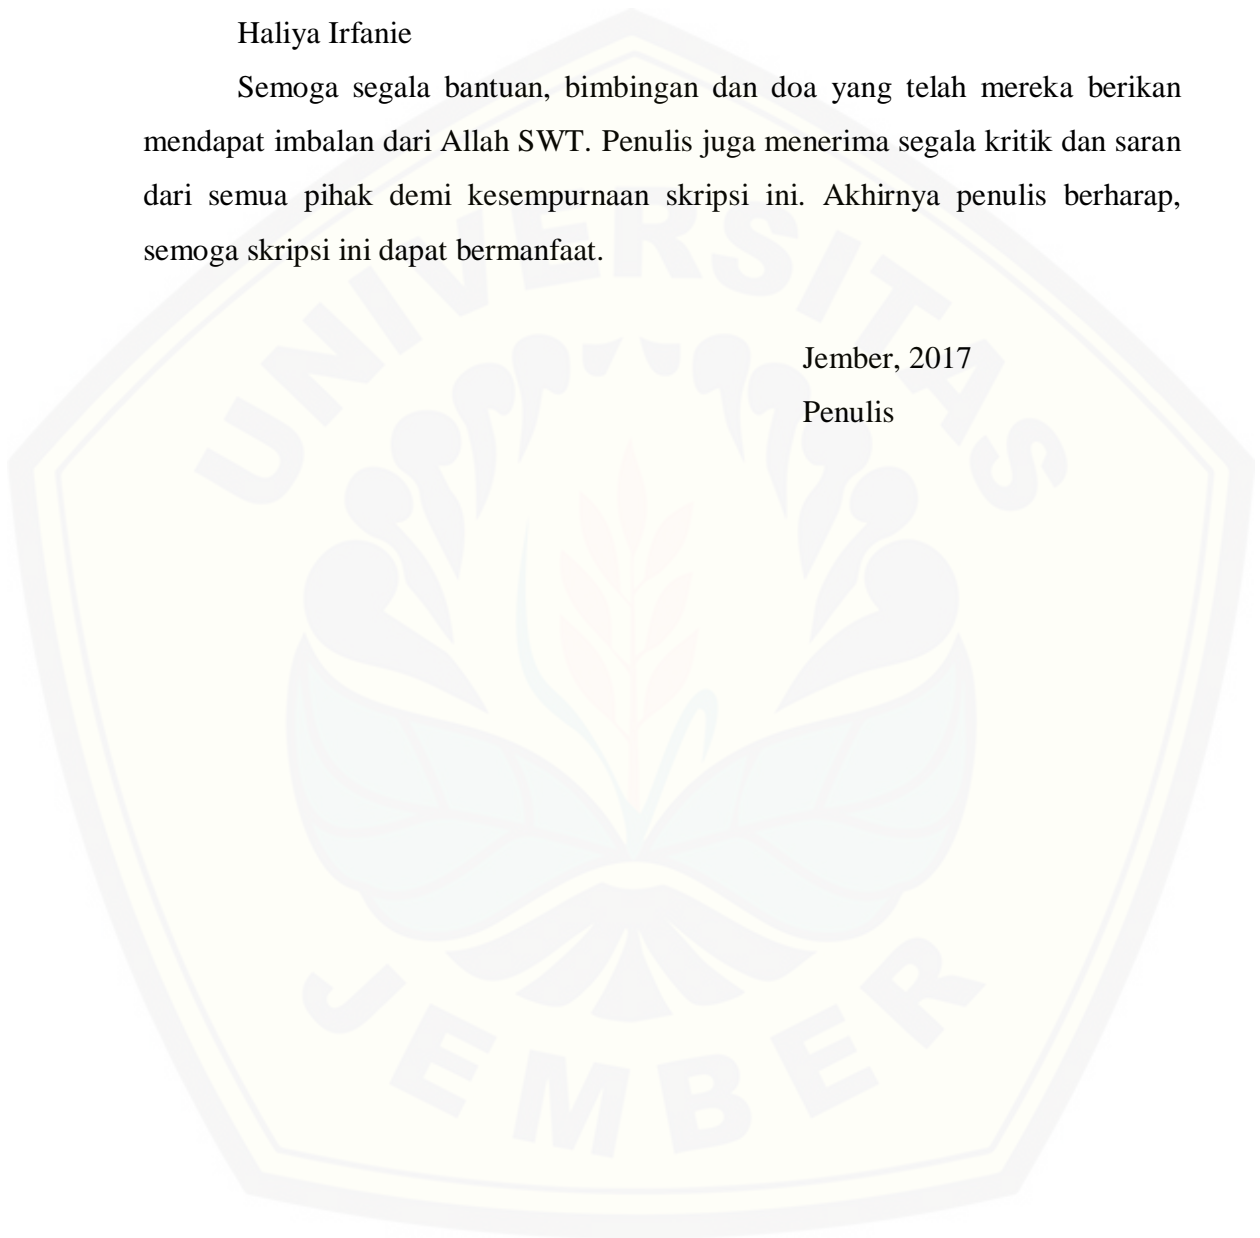 Haliya Irfanie
Semoga segala bantuan, bimbingan dan doa yang telah mereka berikan
mendapat imbalan dari Allah SWT. Penulis juga menerima segala kritik dan saran
dari semua pihak demi kesempurnaan skripsi ini. Akhirnya penulis berharap,
semoga skripsi ini dapat bermanfaat.
Jember, 2017
Penulis
UNIVERSITAS
JEMBER